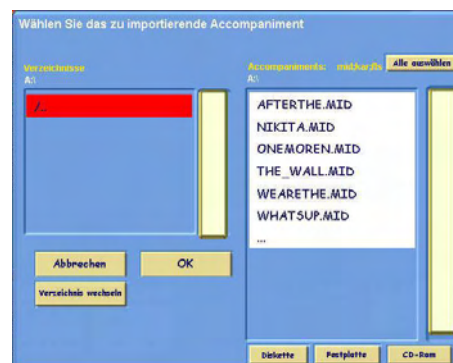 Wählen Sie das zu importierende Accompaniment
Verzeichnisse
A:\
/..
Abbrechen
OK
Verzeichnis wechseln
Accompaniments: mid;kar;fls
Alle auswählen
A:\
AFTERTHE.MID
NIKITA.MID
ONEMOREN.MID
THE_WALL.MID
WEARETHE.MID
WHATSUP.MID
...
Diskette
Festplatte
CD-Rom